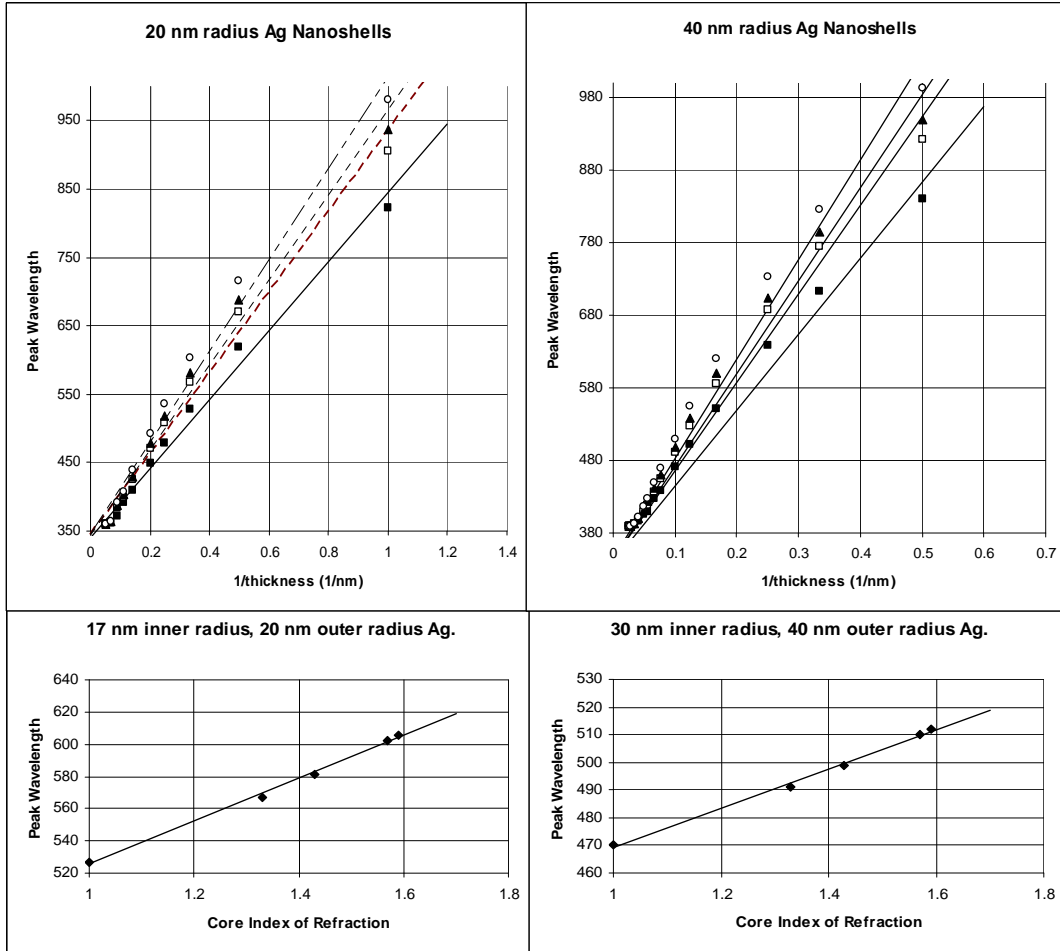 20 nm radius Ag Nanoshells
950
850
750
650
550
450
350
Peak Wavelength
0 0.2 0.4 0.6 0.8 1 1.2 1.4
1/thickness (1/nm)
40 nm radius Ag Nanoshells
980
880
780
680
580
480
380
Peak Wavelength
0 0.1 0.2 0.3 0.4 0.5 0.6 0.7
1/thickness (1/nm)
17 nm inner radius, 20 nm outer radius Ag.
640
620
600
580
560
540
520
Peak Wavelength
1 1.2 1.4 1.6 1.8
Core Index of Refraction
30 nm inner radius, 40 nm outer radius Ag.
530
520
510
500
490
480
470
460
Peak Wavelength
1 1.2 1.4 1.6 1.8
Core Index of Refraction